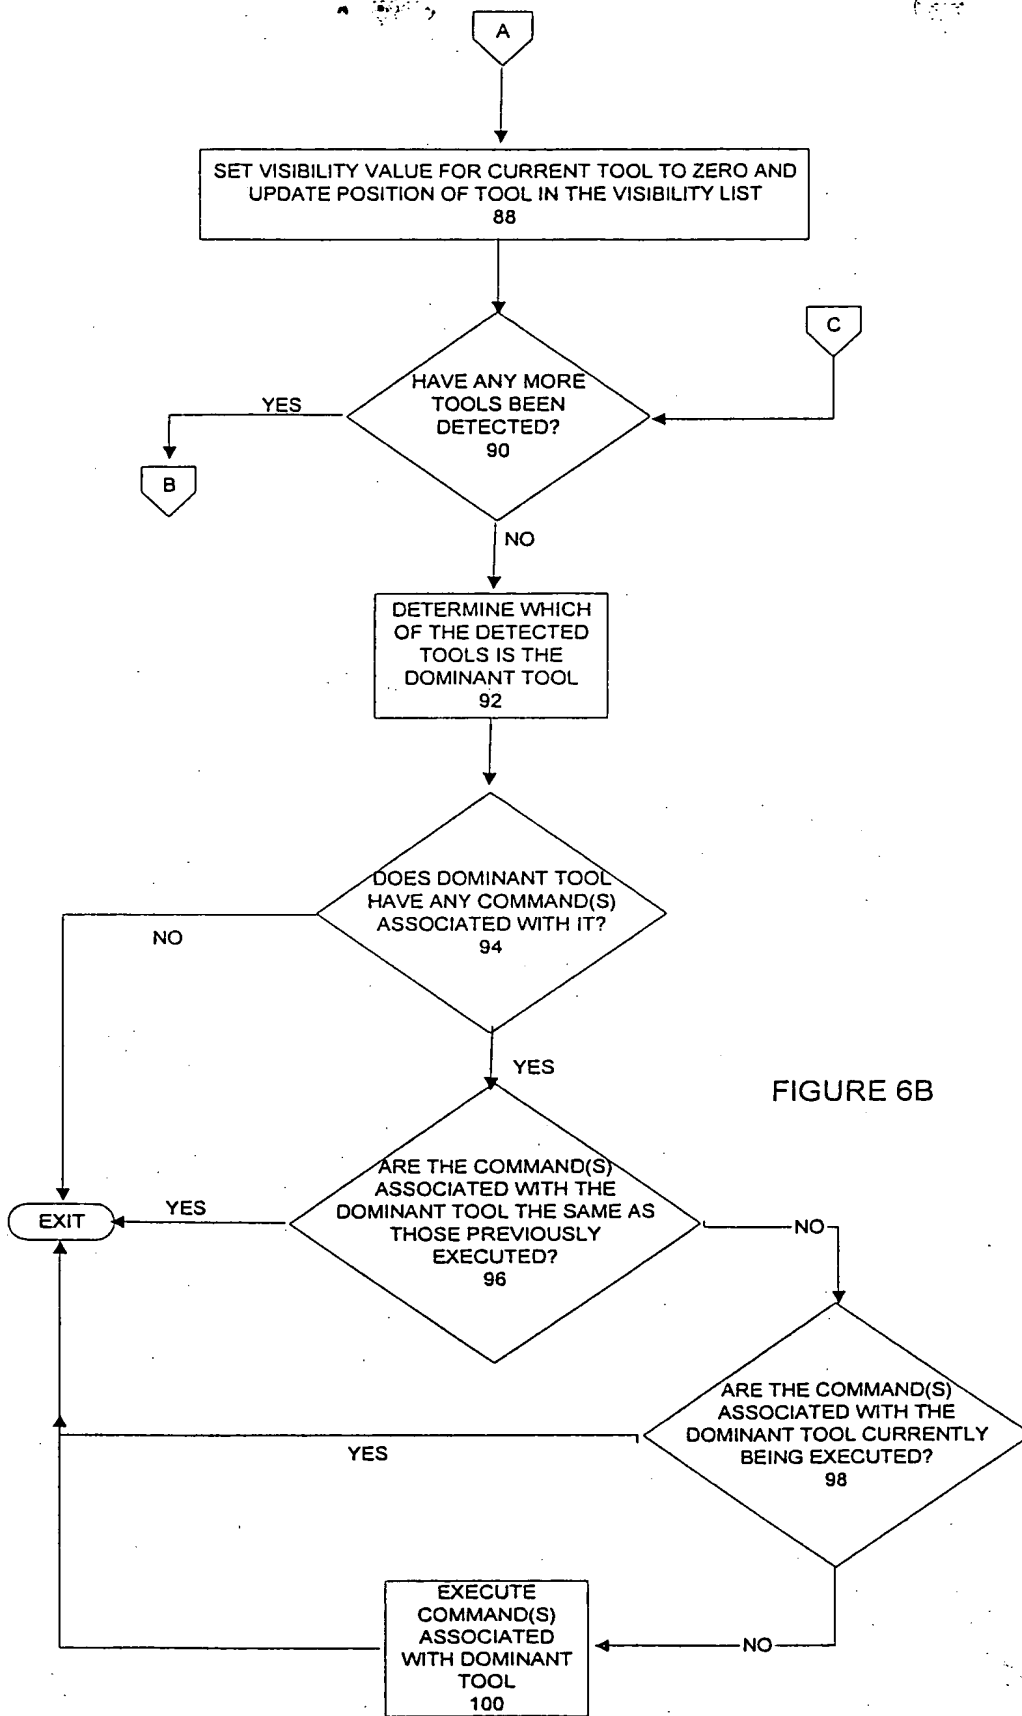 A
SET VISIBILITY VALUE FOR CURRENT TOOL TO ZERO AND
UPDATE POSITION OF TOOL IN THE VISIBILITY LIST
88
C
HAVE ANY MORE
TOOLS BEEN
DETECTED?
90
YES
B
NO
DETERMINE WHICH
OF THE DETECTED
TOOLS IS THE
DOMINANT TOOL
92
DOES DOMINANT TOOL
HAVE ANY COMMAND(S)
ASSOCIATED WITH IT?
94
NO
YES
FIGURE 6B
ARE THE COMMAND(S)
ASSOCIATED WITH THE
DOMINANT TOOL THE SAME AS
THOSE PREVIOUSLY
EXECUTED?
96
YES
EXIT
NO
ARE THE COMMAND(S)
ASSOCIATED WITH THE
DOMINANT TOOL CURRENTLY
BEING EXECUTED?
98
YES
NO
EXECUTE
COMMAND(S)
ASSOCIATED
WITH DOMINANT
TOOL
100